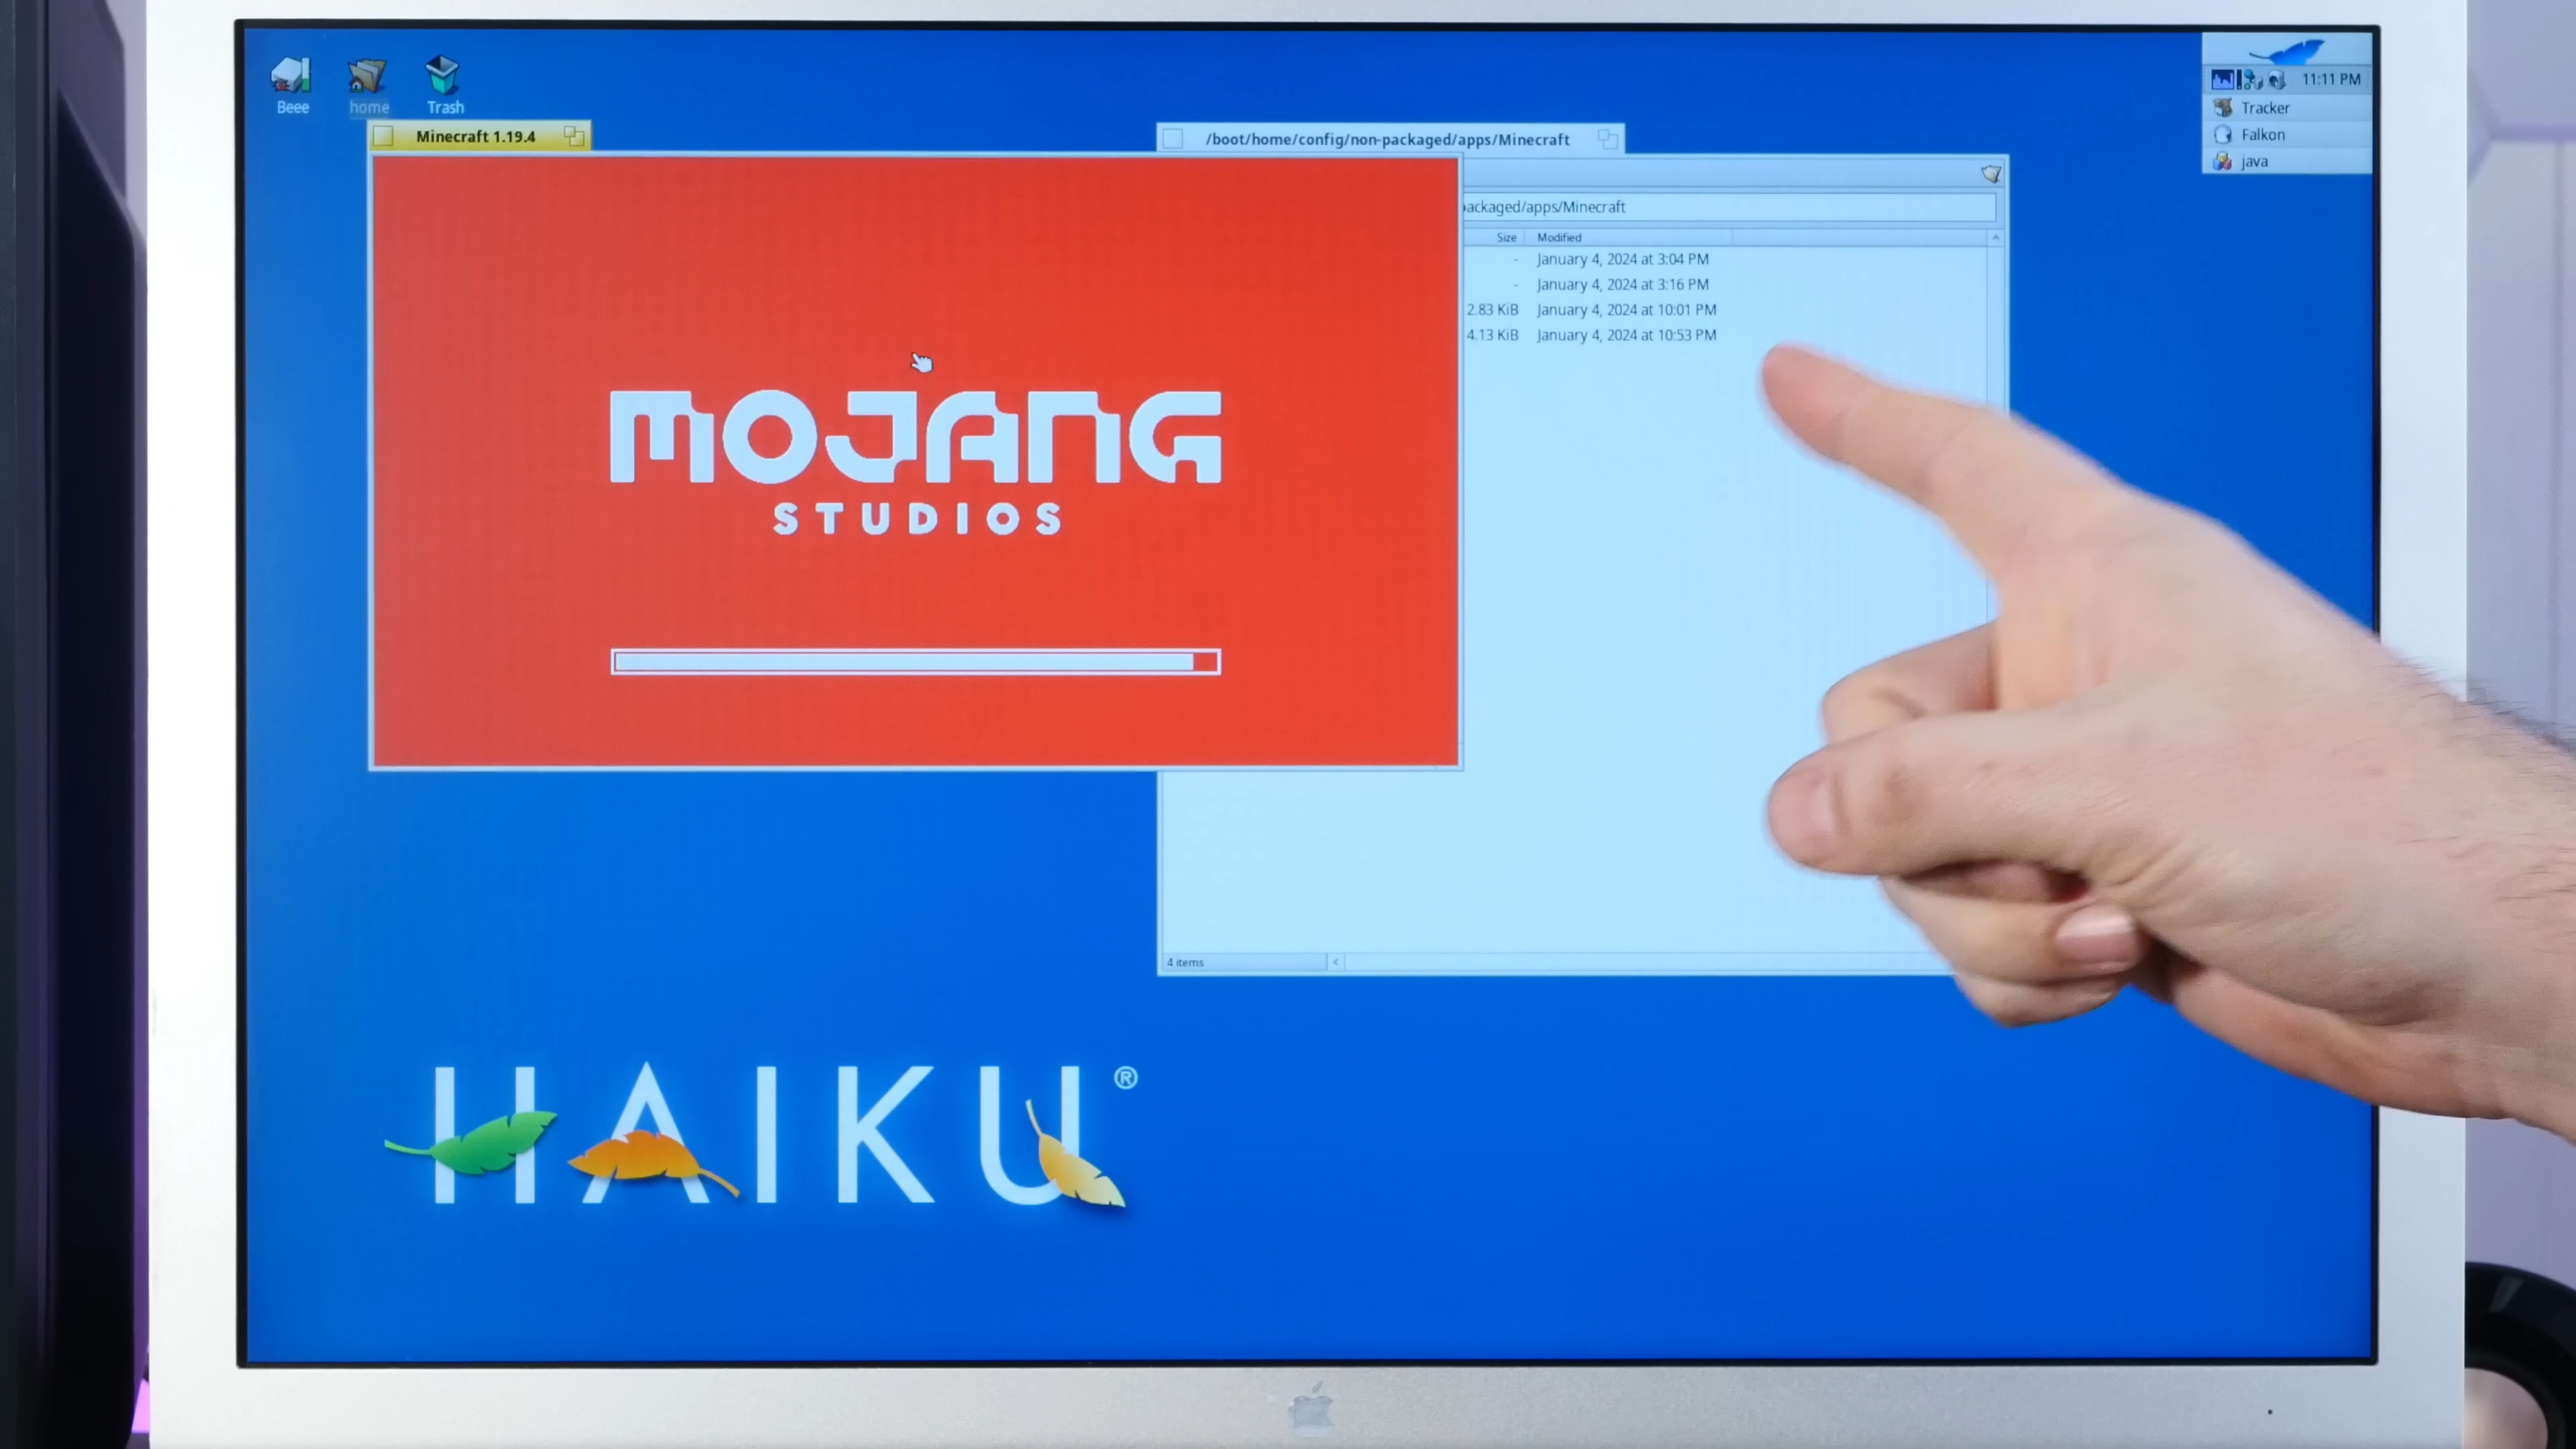 Beee
home
Trash
11:11 PM
Tracker
Falkon
java
Minecraft 1.19.4
/boot/home/config/non-packaged/apps/Minecraft
ackaged/apps/Minecraft
Size Modified
- January 4, 2024 at 3:04 PM
- January 4, 2024 at 3:16 PM
2.83 KiB January 4, 2024 at 10:01 PM
4.13 KiB January 4, 2024 at 10:53 PM
MOJANG
STUDIOS
4 items
HAIKU®